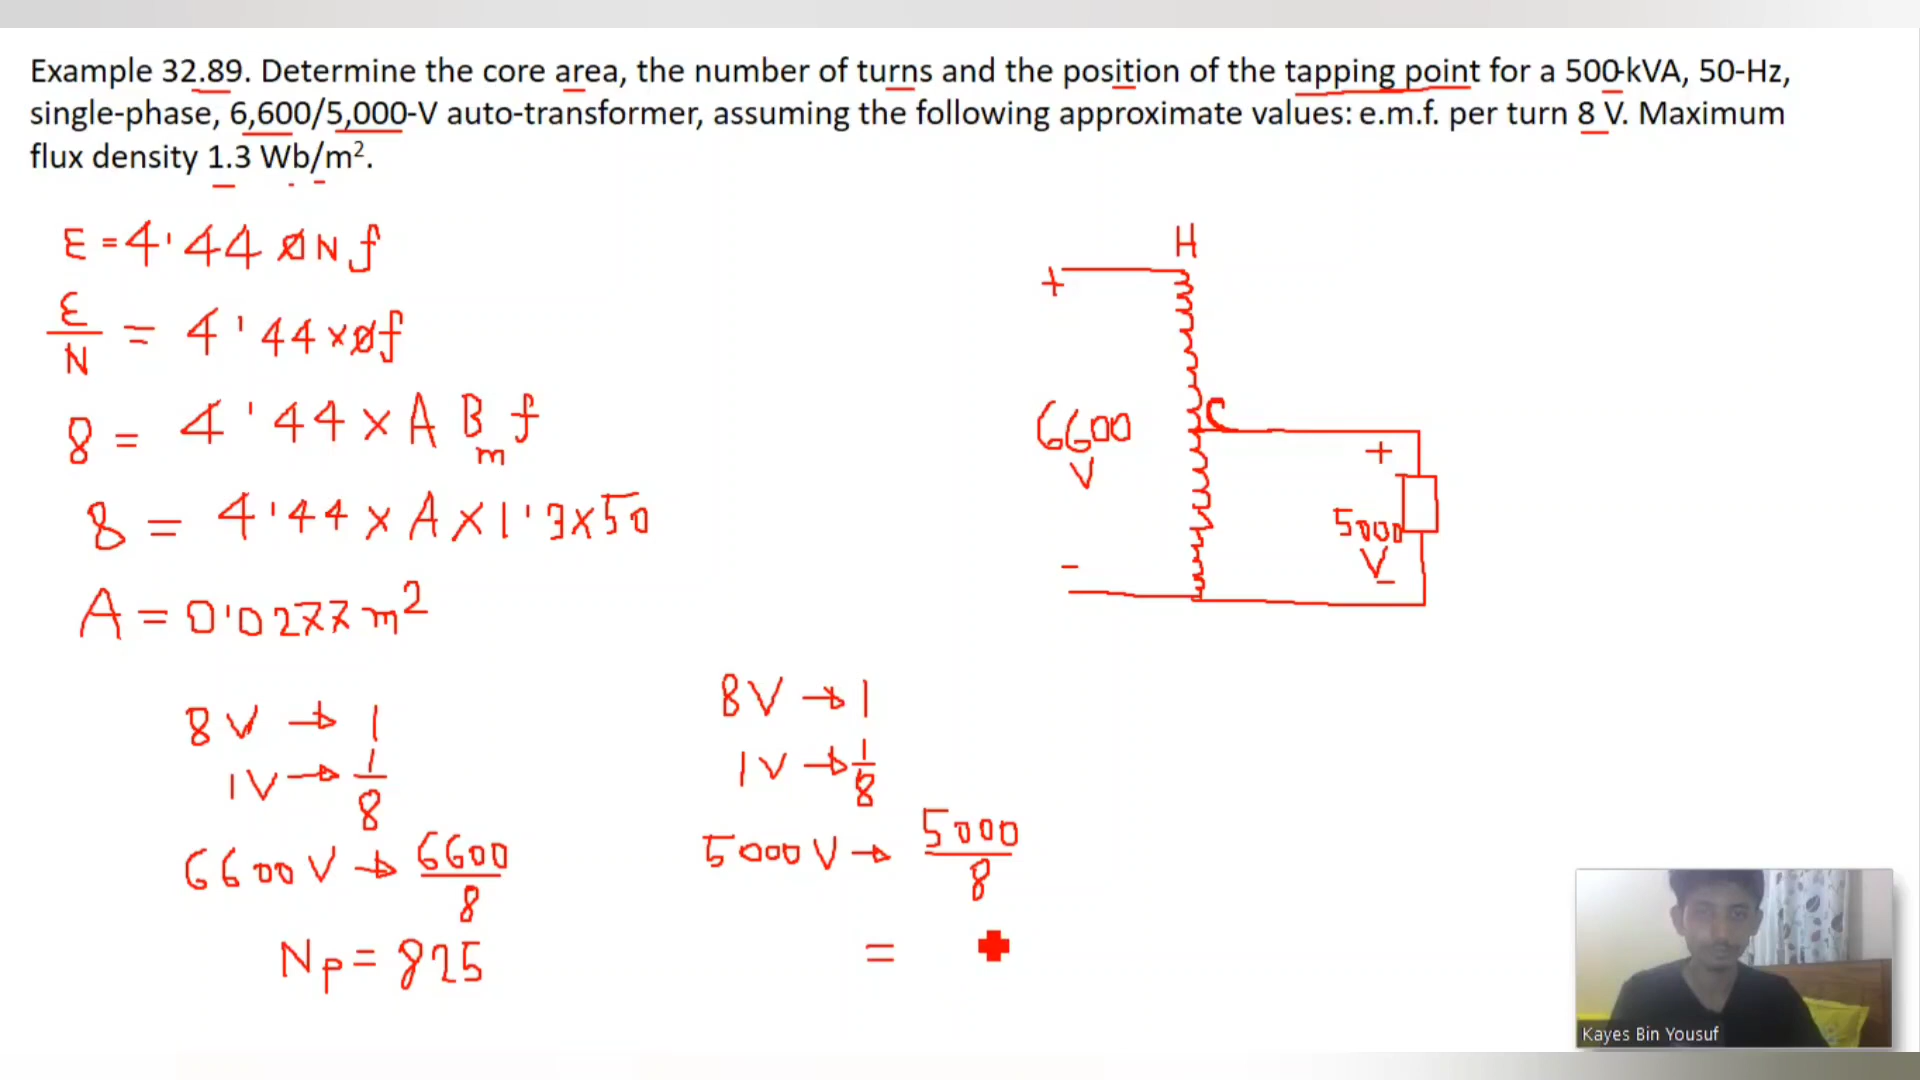 Example 32.89. Determine the core area, the number of turns and the position of the tapping point for a 500-kVA, 50-Hz,
single-phase, 6,600/5,000-V auto-transformer, assuming the following approximate values: e.m.f. per turn 8 V. Maximum
flux density 1.3 Wb/m².
E = 4.44 Ø N f
E/N = 4.44 × Ø f
8 = 4.44 × A Bm f
8 = 4.44 × A × 1.3 × 50
A = 0.0277 m²
8V → 1
1V → 1/8
6600V → 6600/8
Np = 825
8V → 1
1V → 1/8
5000V → 5000/8
=
H
+
6600
V
-
C
+
5000
V
-
Kayes Bin Yousuf